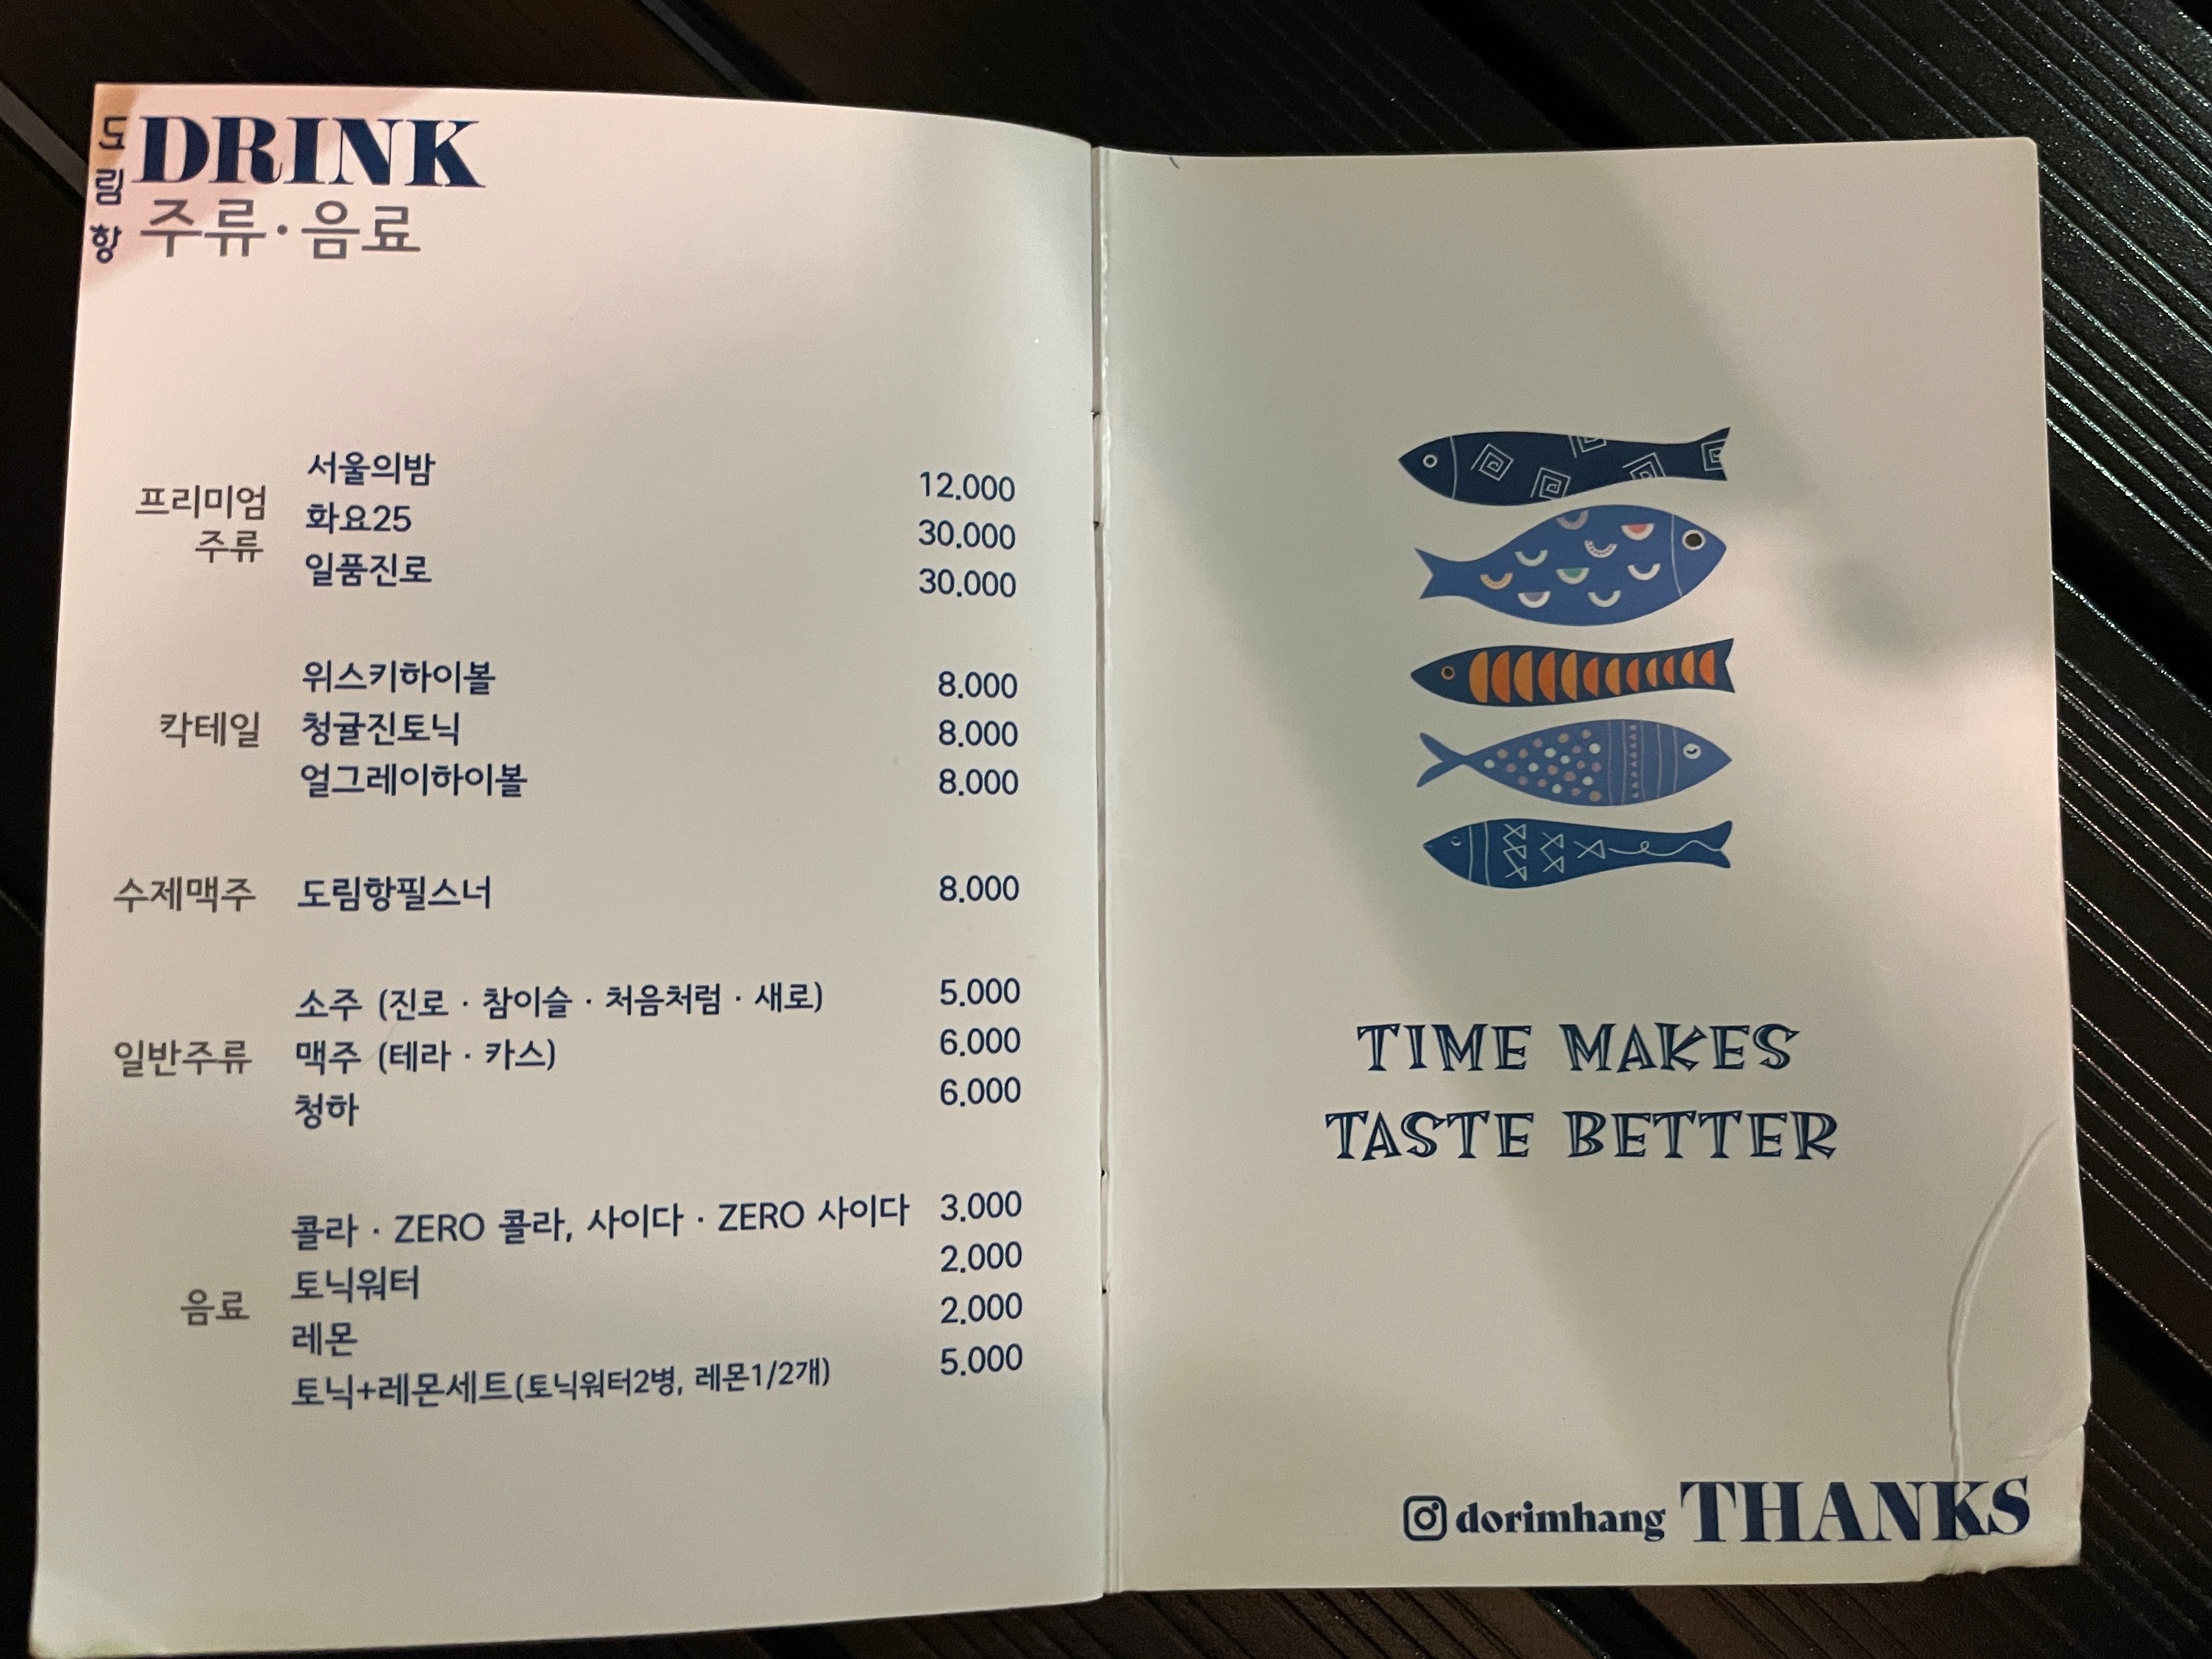 도림항
DRINK
주류·음료
프리미엄
주류
서울의밤 12.000
화요25 30.000
일품진로 30.000
칵테일
위스키하이볼 8.000
청귤진토닉 8.000
얼그레이하이볼 8.000
수제맥주
도림항필스너 8.000
일반주류
소주 (진로 · 참이슬 · 처음처럼 · 새로) 5.000
맥주 (테라 · 카스) 6.000
청하 6.000
음료
콜라 · ZERO 콜라, 사이다 · ZERO 사이다 3.000
토닉워터 2.000
레몬 2.000
토닉+레몬세트(토닉워터2병, 레몬1/2개) 5.000
TIME MAKES
TASTE BETTER
dorimhang THANKS